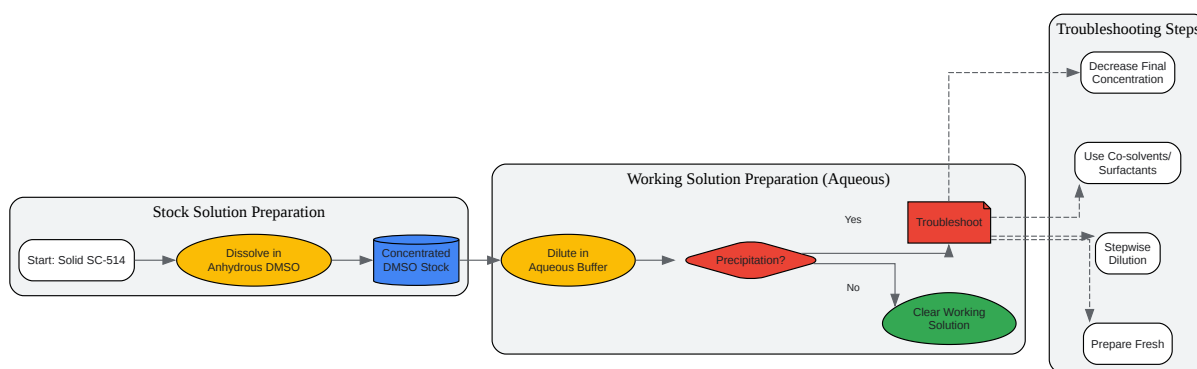 Troubleshooting Steps
Decrease Final
Concentration
Use Co-solvents/
Surfactants
Working Solution Preparation (Aqueous)
Stock Solution Preparation
Yes
Troubleshoot
Start: Solid SC-514
Dissolve in
Anhydrous DMSO
Concentrated
DMSO Stock
Dilute in
Aqueous Buffer
Precipitation?
Stepwise
Dilution
No
Clear Working
Solution
Prepare Fresh